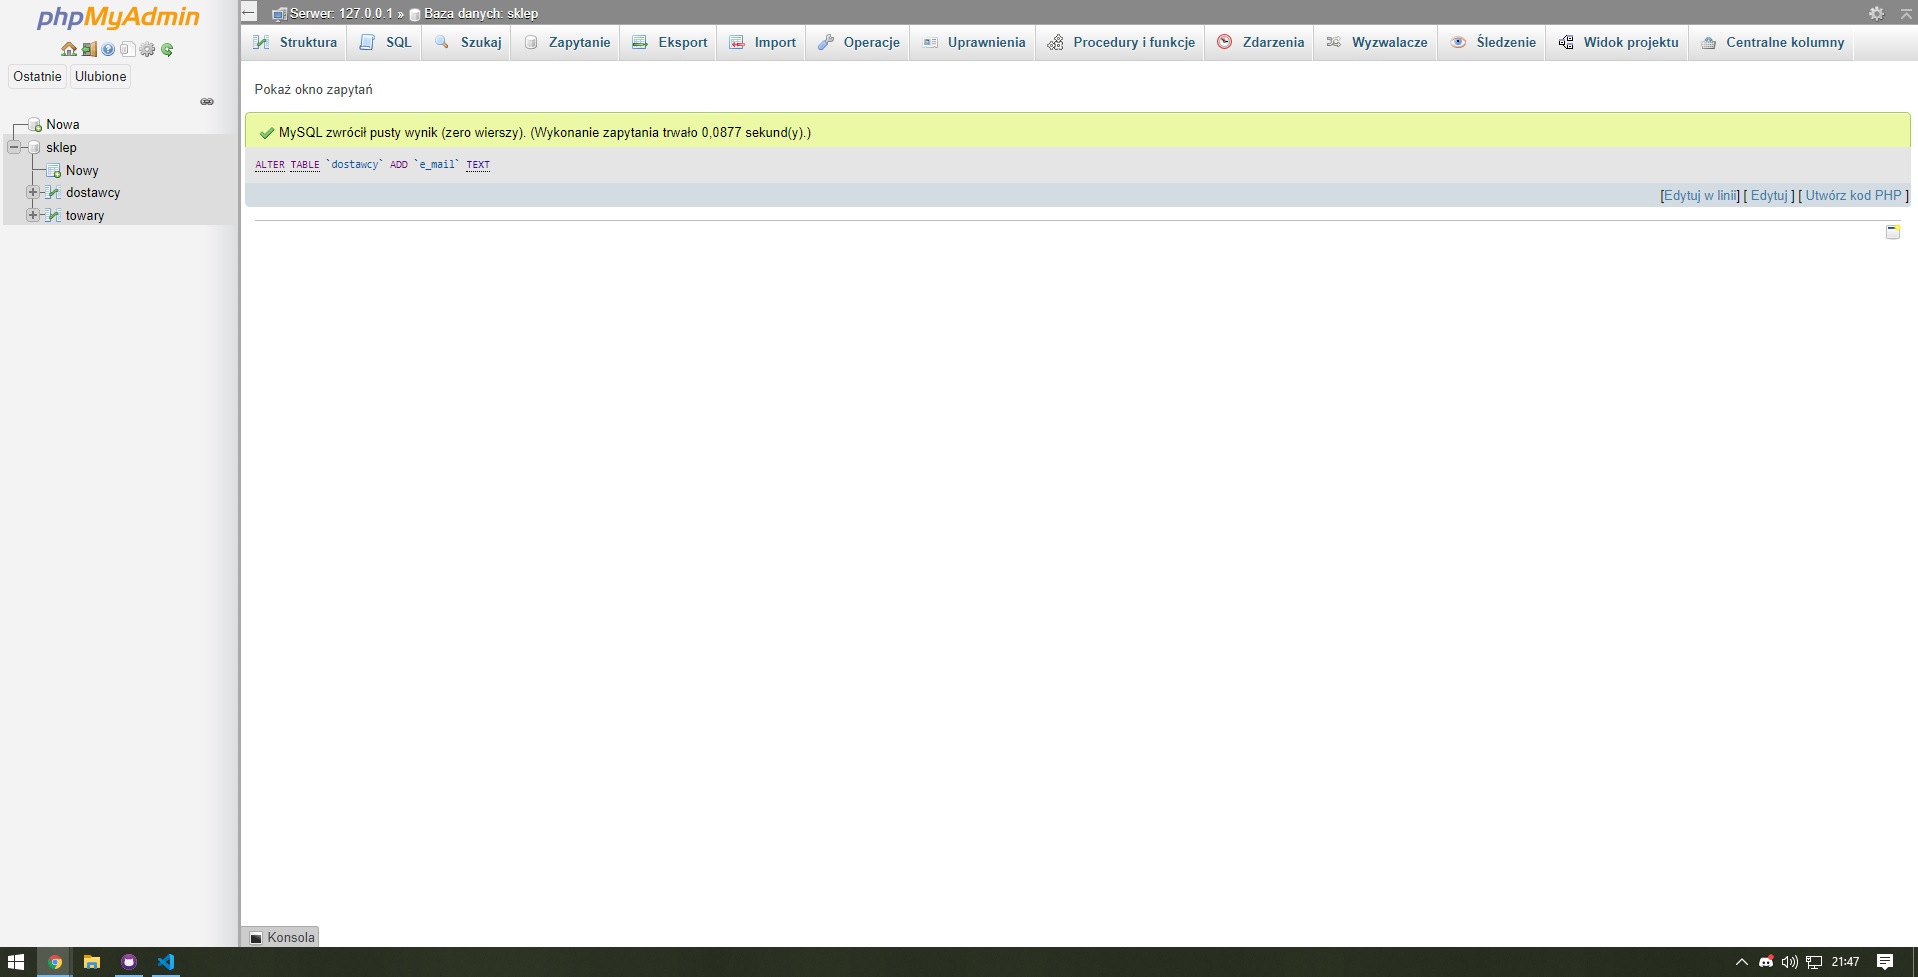 phpMyAdmin
Ostatnie Ulubione
Nowa
sklep
Nowy
dostawcy
towary
Serwer: 127.0.0.1 » Baza danych: sklep
Struktura SQL Szukaj Zapytanie Eksport Import Operacje Uprawnienia Procedury i funkcje Zdarzenia Wyzwalacze Śledzenie Widok projektu Centralne kolumny
Pokaż okno zapytań
MySQL zwrócił pusty wynik (zero wierszy). (Wykonanie zapytania trwało 0,0877 sekund(y).)
ALTER TABLE `dostawcy` ADD `e_mail` TEXT
[Edytuj w linii] [ Edytuj ] [ Utwórz kod PHP ]
Konsola
21:47